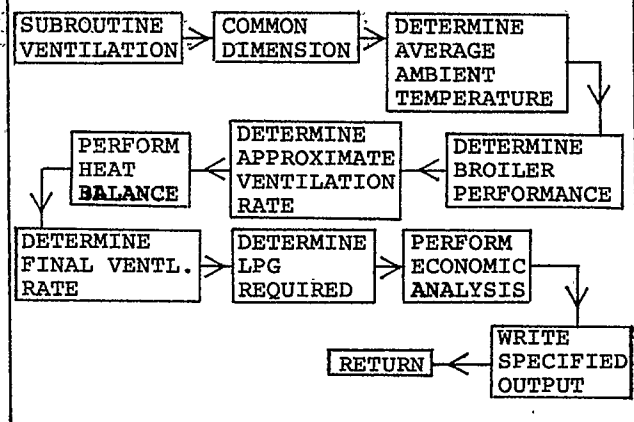 SUBROUTINE
VENTILATION
COMMON
DIMENSION
DETERMINE
AVERAGE
AMBIENT
TEMPERATURE
DETERMINE
BROILER
PERFORMANCE
DETERMINE
APPROXIMATE
VENTILATION
RATE
PERFORM
HEAT
BALANCE
DETERMINE
FINAL VENTL.
RATE
DETERMINE
LPG
REQUIRED
PERFORM
ECONOMIC
ANALYSIS
WRITE
SPECIFIED
OUTPUT
RETURN